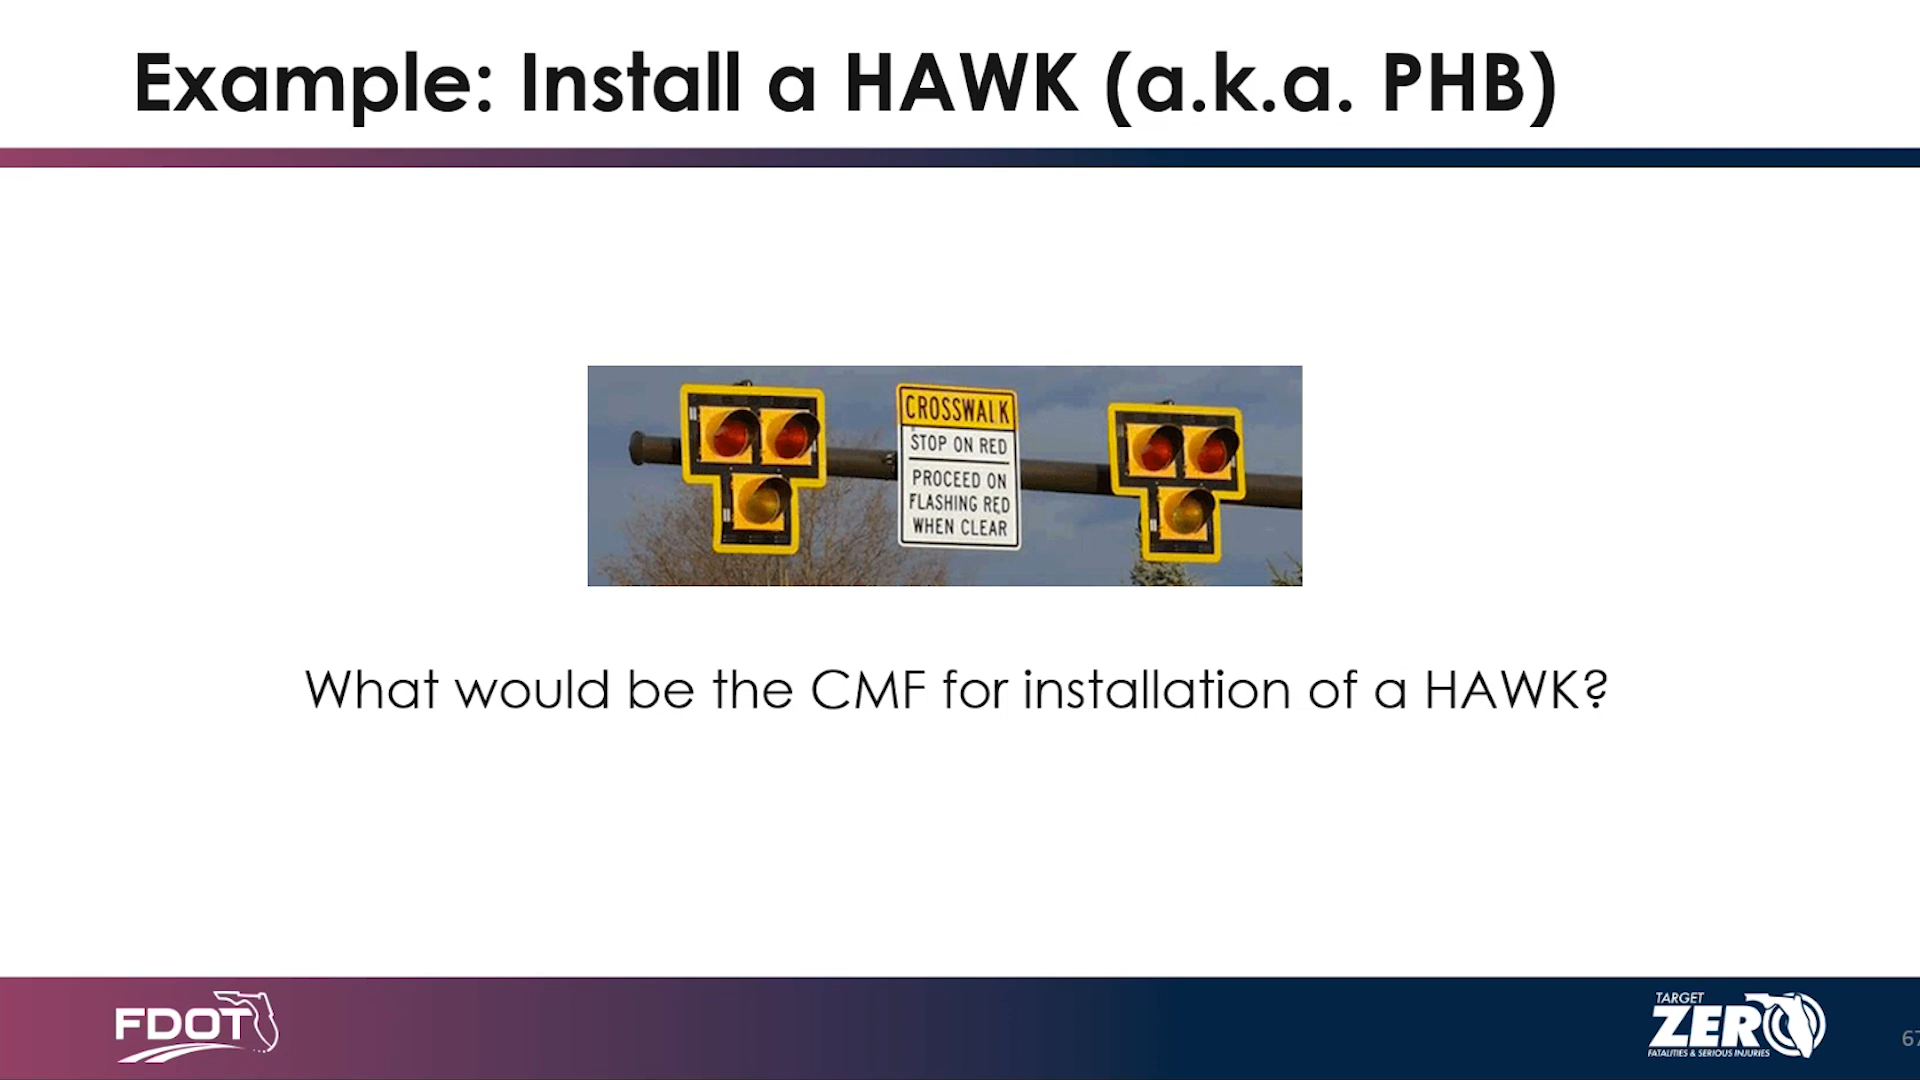 Example: Install a HAWK (a.k.a. PHB)
CROSSWALK
STOP ON RED
PROCEED ON
FLASHING RED
WHEN CLEAR
What would be the CMF for installation of a HAWK?
FDOT
TARGET
ZERO
FATALITIES & SERIOUS INJURIES
67